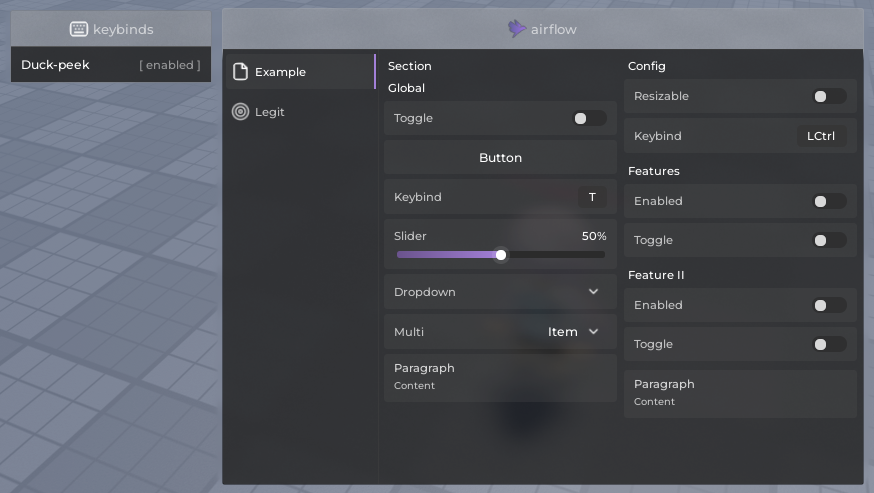 keybinds
Duck-peek [ enabled ]
airflow
Example
Legit
Section
Global
Toggle
Button
Keybind T
Slider 50%
Dropdown
Multi Item
Paragraph
Content
Config
Resizable
Keybind LCtrl
Features
Enabled
Toggle
Feature II
Enabled
Toggle
Paragraph
Content